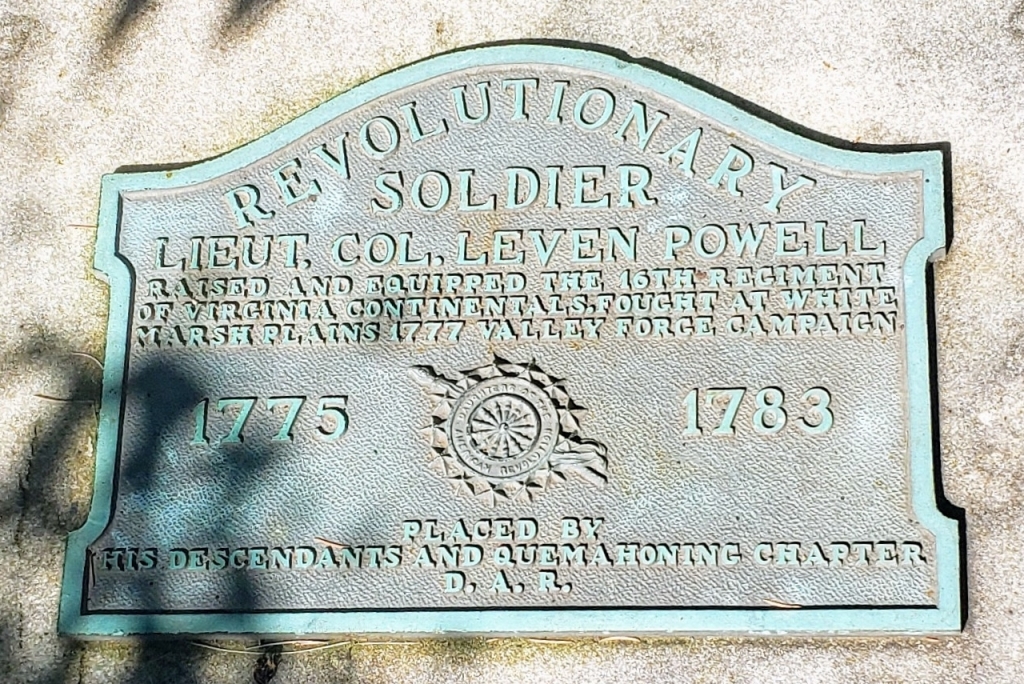 REVOLUTIONARY
SOLDIER
LIEUT. COL. LEVEN POWELL
RAISED AND EQUIPPED THE 16TH REGIMENT
OF VIRGINIA CONTINENTALS, FOUGHT AT WHITE
MARSH PLAINS 1777 VALLEY FORGE CAMPAIGN
1775 1783
PLACED BY
HIS DESCENDANTS AND QUEMAHONING CHAPTER
D. A. R.